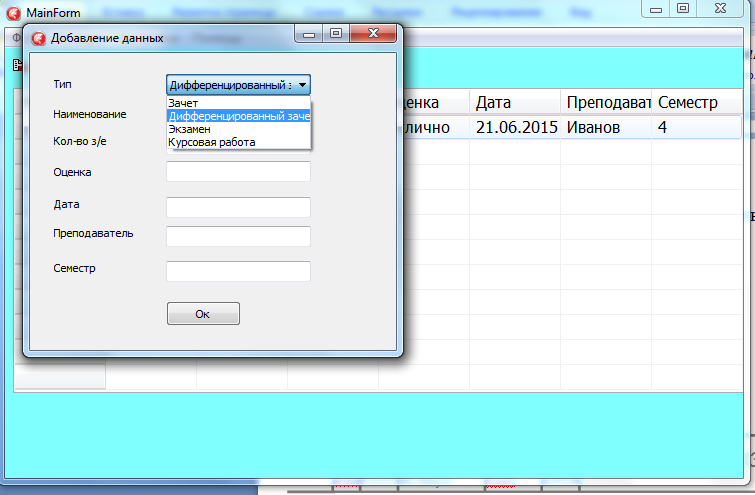 MainForm
Добавление данных
Тип
Дифференцированный з
Зачет
Дифференцированный заче
Экзамен
Курсовая работа
Наименование
Кол-во з/е
Оценка
Дата
Преподаватель
Семестр
Ок
енка Дата Преподават Семестр
лично 21.06.2015 Иванов 4